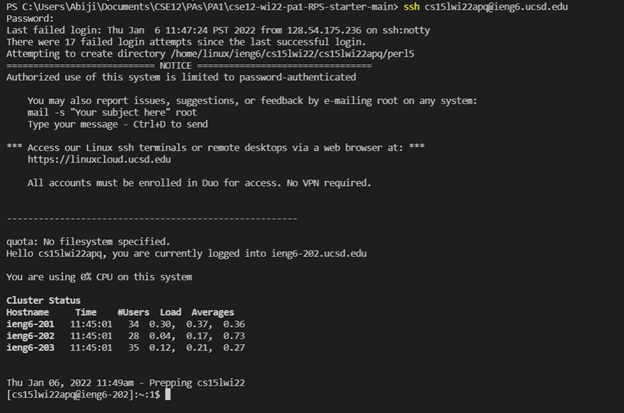 PS C:\Users\Abiji\Documents\CSE12\PAs\PA1\cse12-wi22-pa1-RPS-starter-main> ssh cs15lwi22apq@ieng6.ucsd.edu
Password:
Last failed login: Thu Jan  6 11:47:24 PST 2022 from 128.54.175.236 on ssh:notty
There were 17 failed login attempts since the last successful login.
Attempting to create directory /home/linux/ieng6/cs15lwi22/cs15lwi22apq/perl5
============================ NOTICE =================================
Authorized use of this system is limited to password-authenticated
You may also report issues, suggestions, or feedback by e-mailing root on any system:
mail -s "Your subject here" root
Type your message - Ctrl+D to send
*** Access our Linux ssh terminals or remote desktops via a web browser at: ***
https://linuxcloud.ucsd.edu
All accounts must be enrolled in Duo for access. No VPN required.
-------------------------------------------------------
quota: No filesystem specified.
Hello cs15lwi22apq, you are currently logged into ieng6-202.ucsd.edu
You are using 0% CPU on this system
Cluster Status
Hostname     Time    #Users  Load  Averages
ieng6-201   11:45:01   34  0.30,  0.37,  0.36
ieng6-202   11:45:01   28  0.04,  0.17,  0.73
ieng6-203   11:45:01   35  0.12,  0.21,  0.27
Thu Jan 06, 2022 11:49am - Prepping cs15lwi22
[cs15lwi22apq@ieng6-202]:~:1$